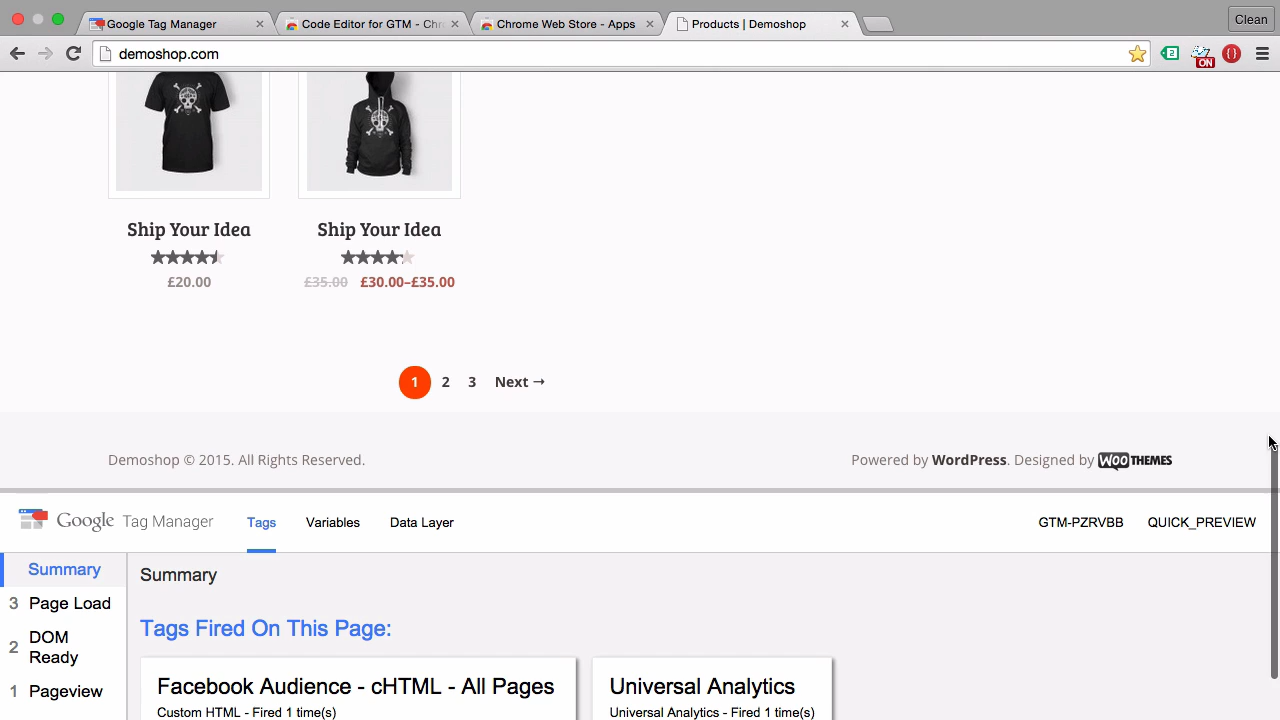 Google Tag Manager
Code Editor for GTM - Chr
Chrome Web Store - Apps
Products | Demoshop
Clean
demoshop.com
2
ON
Ship Your Idea
Ship Your Idea
£20.00
£35.00 £30.00–£35.00
1 2 3 Next →
Demoshop © 2015. All Rights Reserved.
Powered by WordPress. Designed by WOOTHEMES
Google Tag Manager
Tags
Variables
Data Layer
GTM-PZRVBB
QUICK_PREVIEW
Summary
3 Page Load
2 DOM
Ready
1 Pageview
Summary
Tags Fired On This Page:
Facebook Audience - cHTML - All Pages
Custom HTML - Fired 1 time(s)
Universal Analytics
Universal Analytics - Fired 1 time(s)